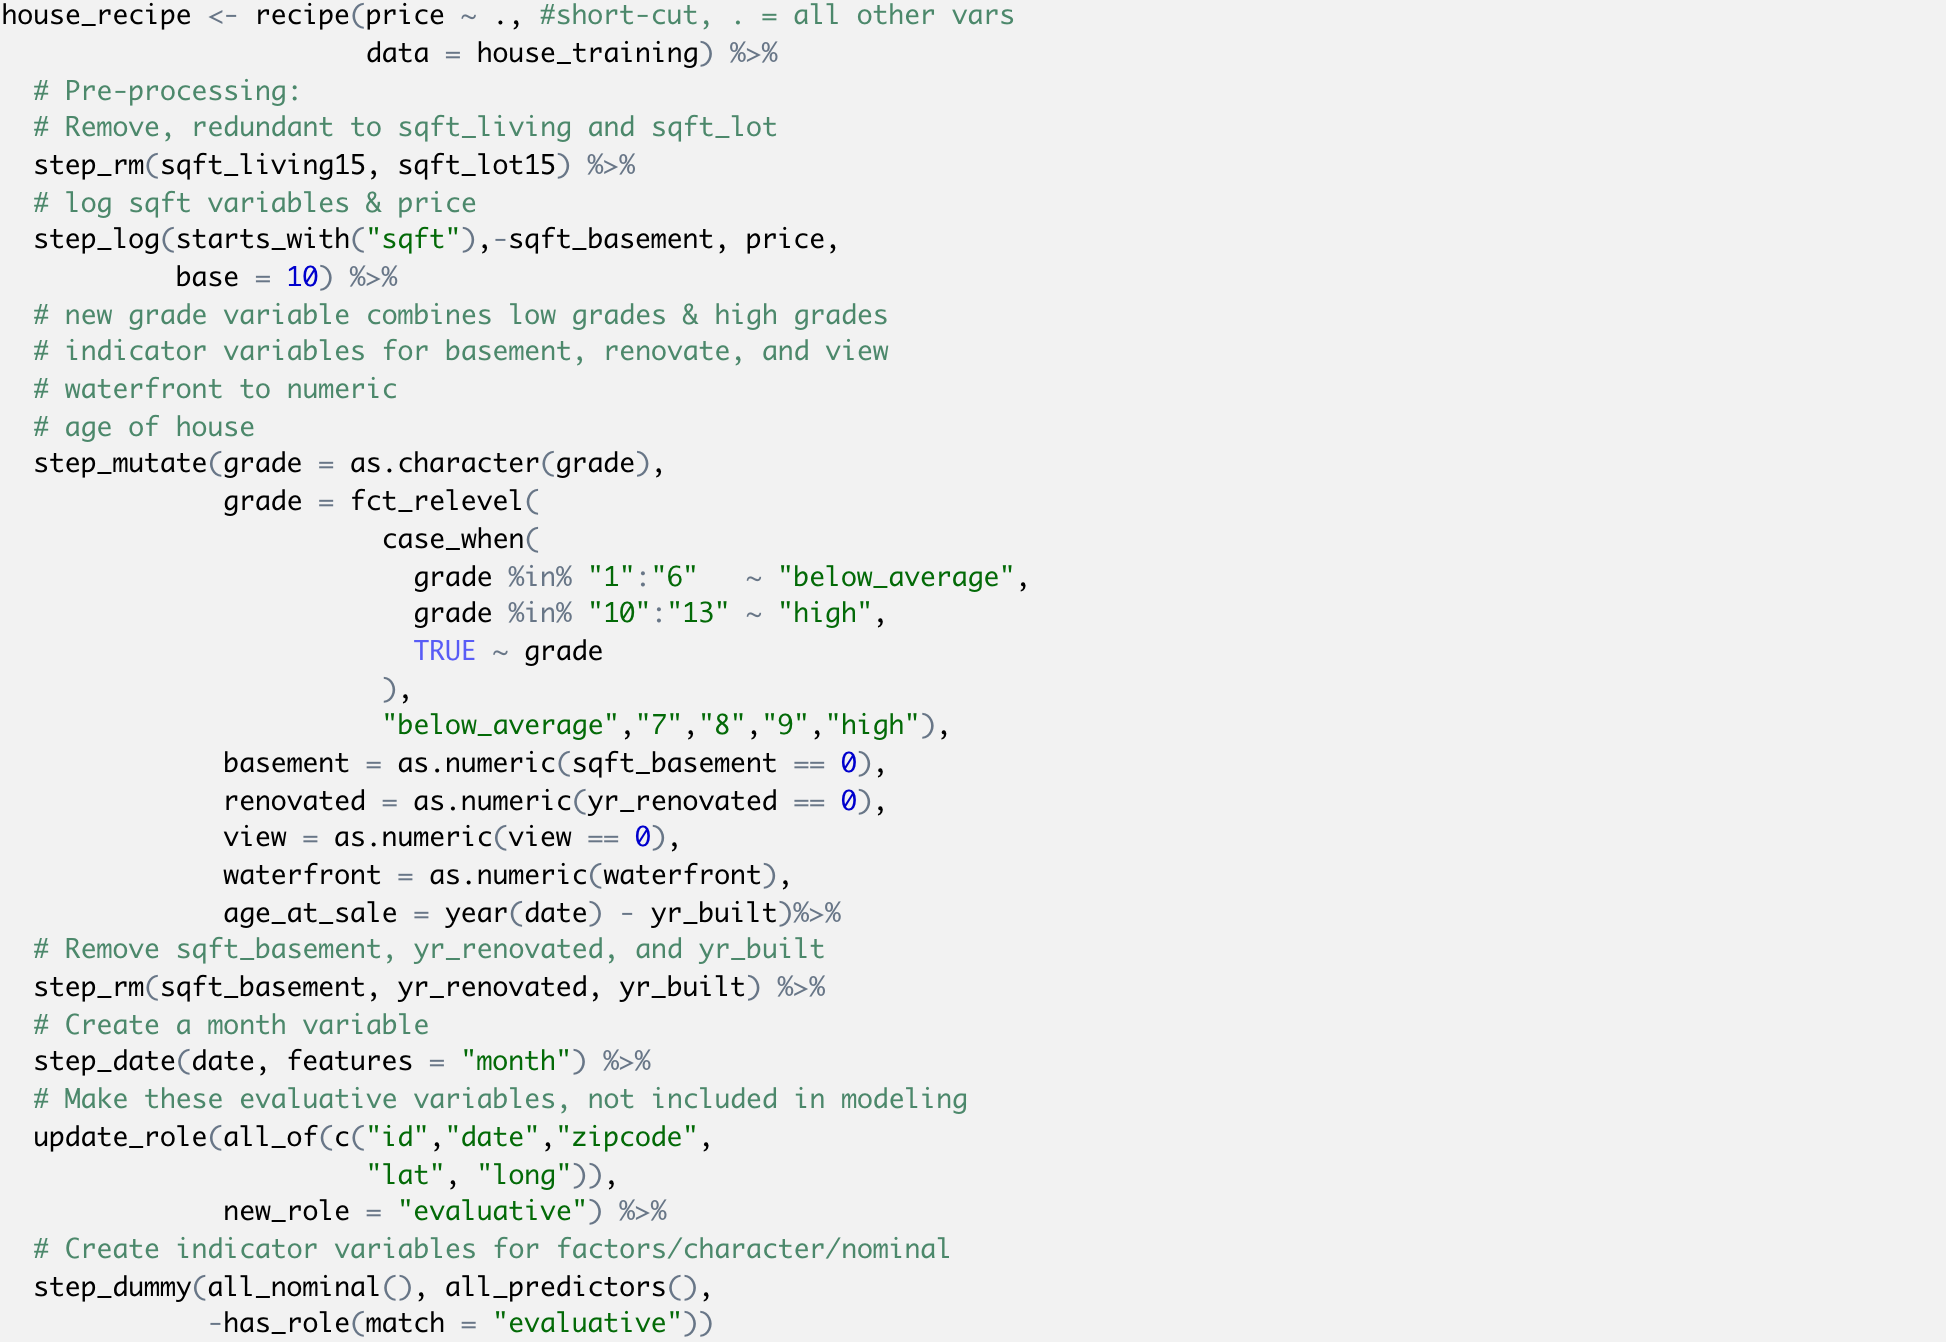 house_recipe <- recipe(price ~ ., #short-cut, . = all other vars
                       data = house_training) %>%
  # Pre-processing:
  # Remove, redundant to sqft_living and sqft_lot
  step_rm(sqft_living15, sqft_lot15) %>%
  # log sqft variables & price
  step_log(starts_with("sqft"),-sqft_basement, price,
           base = 10) %>%
  # new grade variable combines low grades & high grades
  # indicator variables for basement, renovate, and view
  # waterfront to numeric
  # age of house
  step_mutate(grade = as.character(grade),
              grade = fct_relevel(
                        case_when(
                          grade %in% "1":"6"   ~ "below_average",
                          grade %in% "10":"13" ~ "high",
                          TRUE ~ grade
                        ),
                        "below_average","7","8","9","high"),
              basement = as.numeric(sqft_basement == 0),
              renovated = as.numeric(yr_renovated == 0),
              view = as.numeric(view == 0),
              waterfront = as.numeric(waterfront),
              age_at_sale = year(date) - yr_built)%>%
  # Remove sqft_basement, yr_renovated, and yr_built
  step_rm(sqft_basement, yr_renovated, yr_built) %>%
  # Create a month variable
  step_date(date, features = "month") %>%
  # Make these evaluative variables, not included in modeling
  update_role(all_of(c("id","date","zipcode",
                       "lat", "long")),
              new_role = "evaluative") %>%
  # Create indicator variables for factors/character/nominal
  step_dummy(all_nominal(), all_predictors(),
             -has_role(match = "evaluative"))